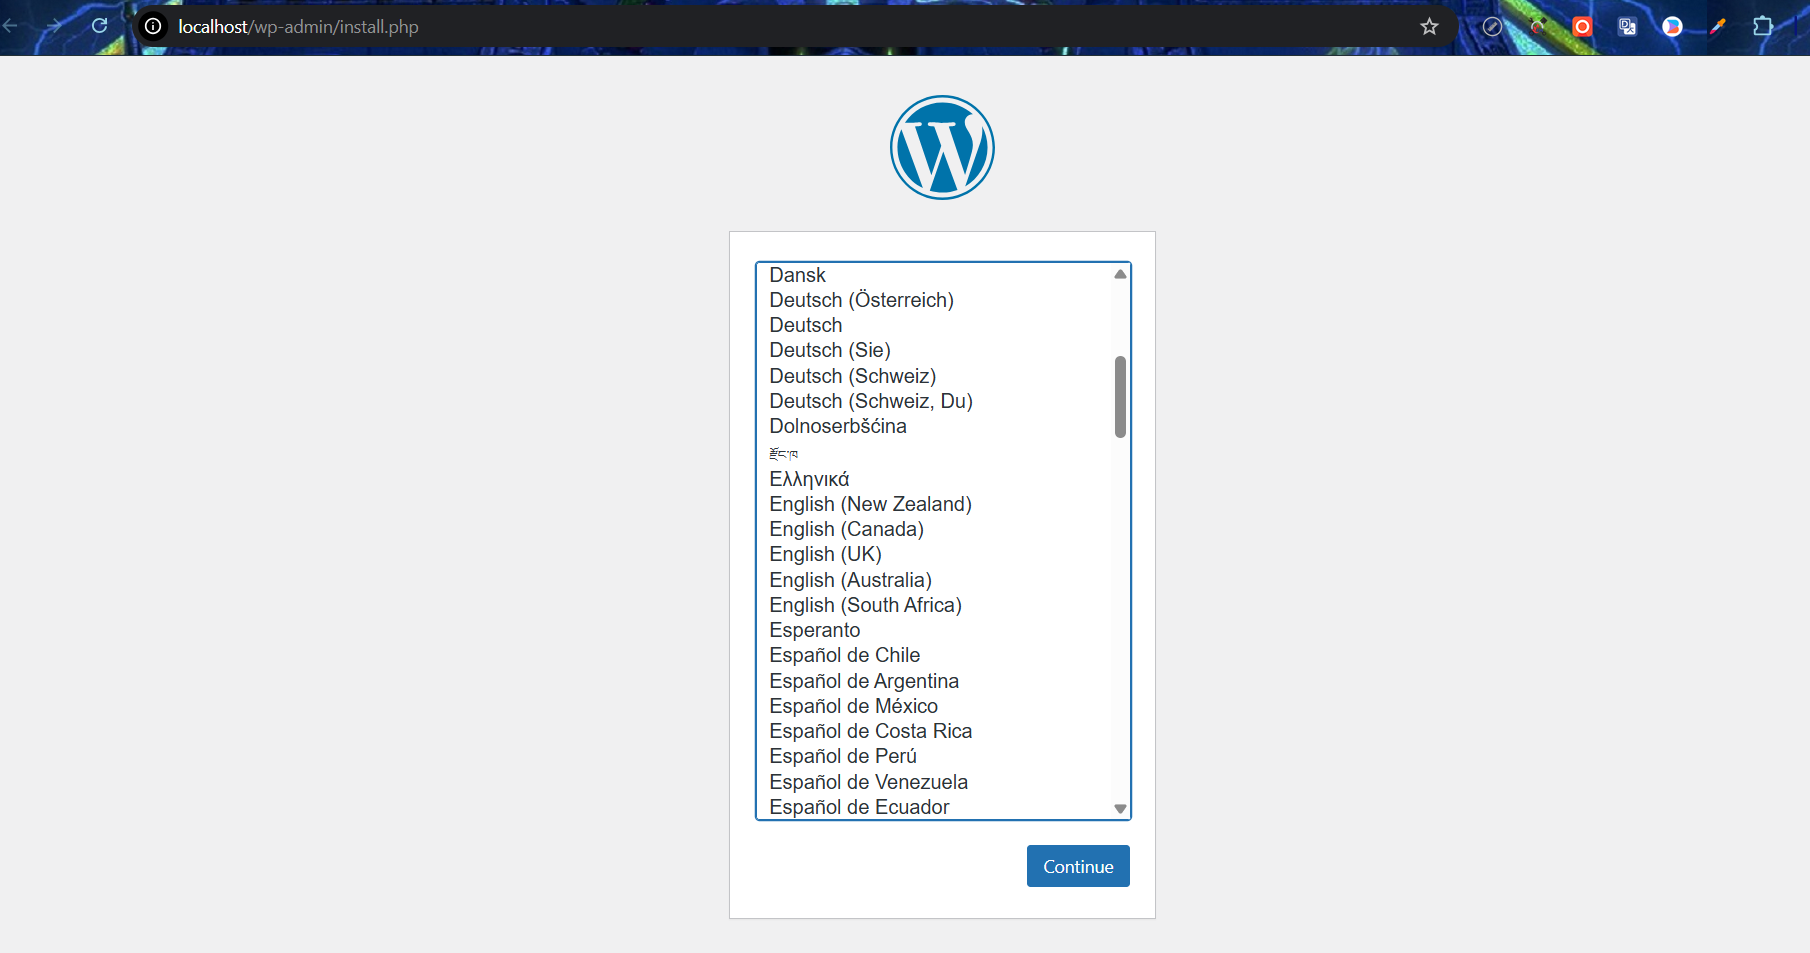 localhost/wp-admin/install.php
Dansk
Deutsch (Österreich)
Deutsch
Deutsch (Sie)
Deutsch (Schweiz)
Deutsch (Schweiz, Du)
Dolnoserbšćina
རྫོང་ཁ
Ελληνικά
English (New Zealand)
English (Canada)
English (UK)
English (Australia)
English (South Africa)
Esperanto
Español de Chile
Español de Argentina
Español de México
Español de Costa Rica
Español de Perú
Español de Venezuela
Español de Ecuador
Continue